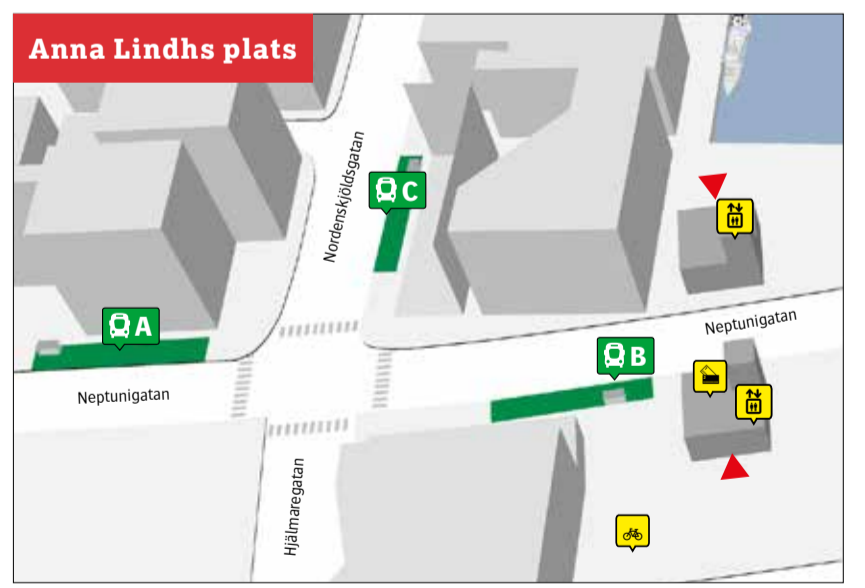 Anna Lindhs plats
Nordenskjöldsgatan
C
A
Neptunigatan
B
Neptunigatan
Hjälmaregatan